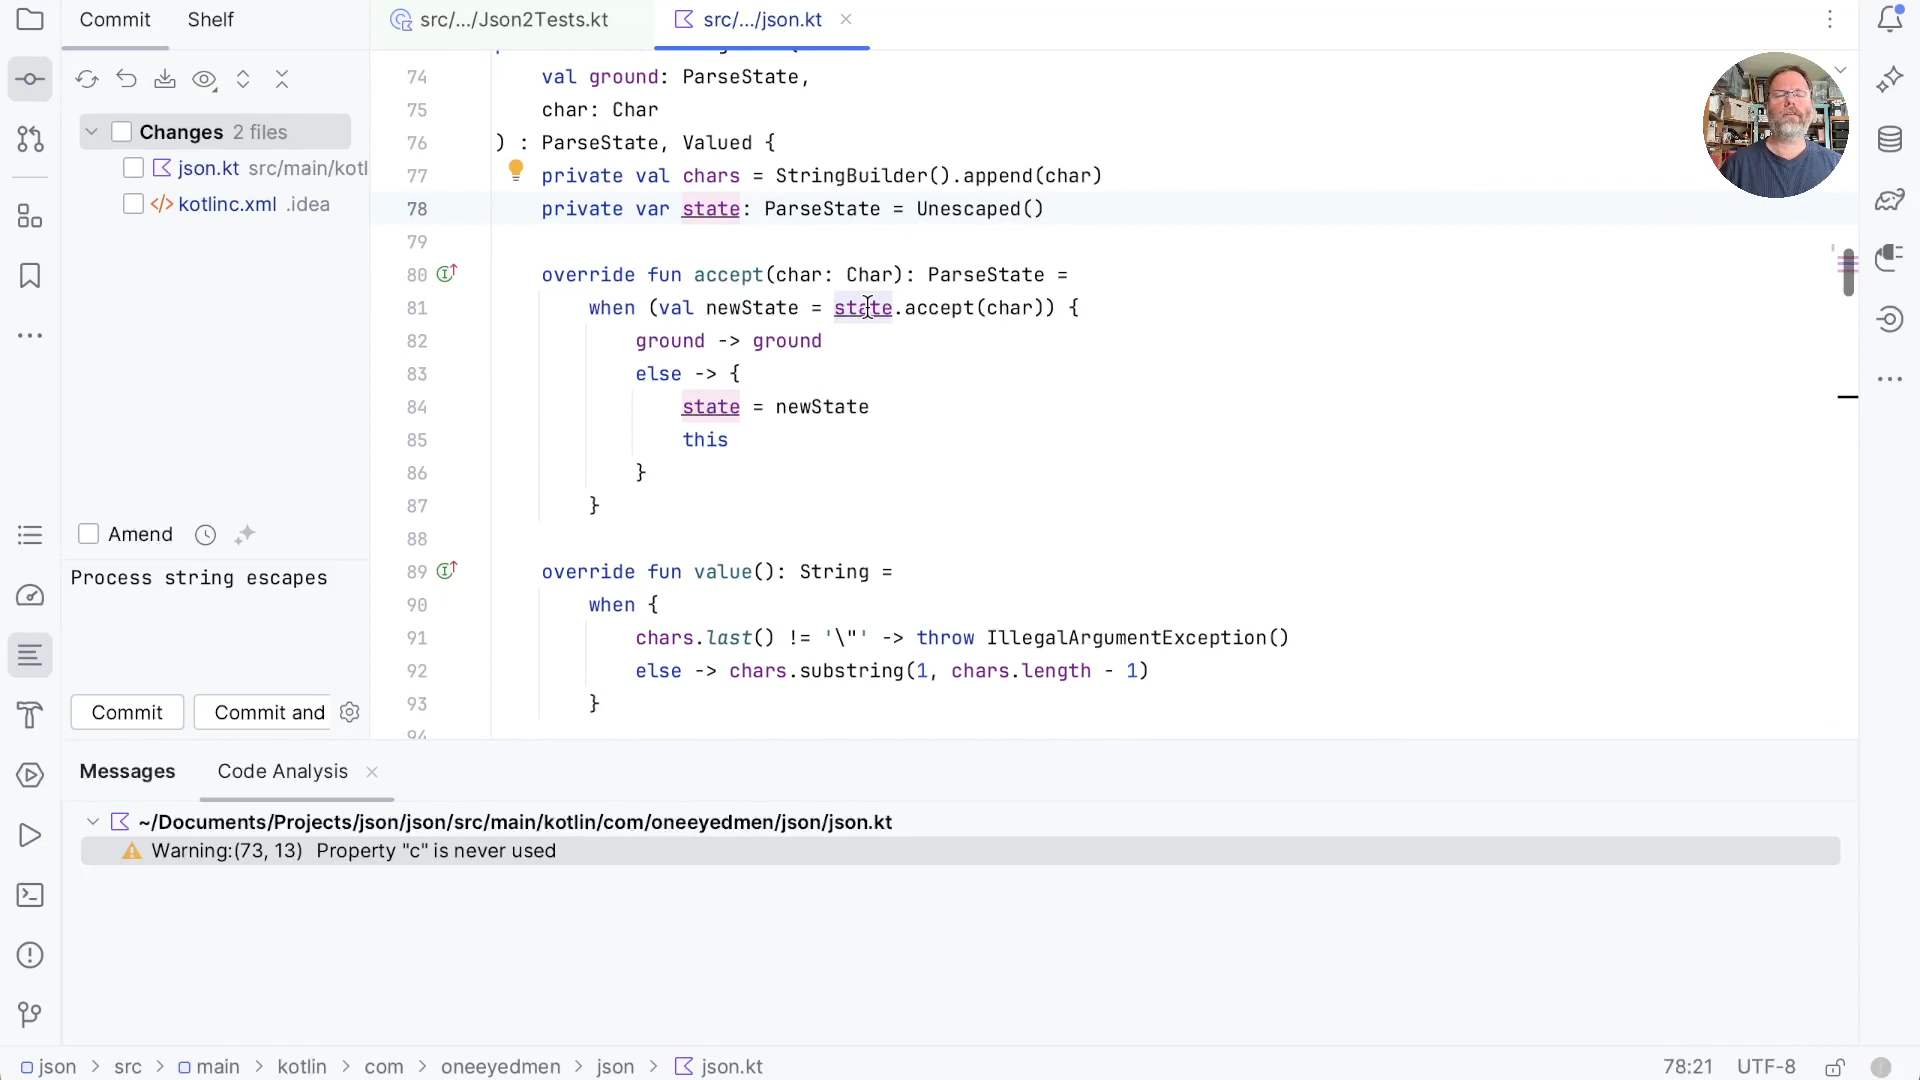 Commit Shelf
src/.../Json2Tests.kt
src/.../json.kt
Changes 2 files
json.kt src/main/kotl
kotlinc.xml .idea
Amend
Process string escapes
Commit
Commit and
74 val ground: ParseState,
75 char: Char
76 ) : ParseState, Valued {
77 private val chars = StringBuilder().append(char)
78 private var state: ParseState = Unescaped()
79
80 override fun accept(char: Char): ParseState =
81 when (val newState = state.accept(char)) {
82 ground -> ground
83 else -> {
84 state = newState
85 this
86 }
87 }
88
89 override fun value(): String =
90 when {
91 chars.last() != '\"' -> throw IllegalArgumentException()
92 else -> chars.substring(1, chars.length - 1)
93 }
94
Messages Code Analysis
~/Documents/Projects/json/json/src/main/kotlin/com/oneeyedmen/json/json.kt
Warning:(73, 13) Property "c" is never used
json > src > main > kotlin > com > oneeyedmen > json > json.kt
78:21 UTF-8